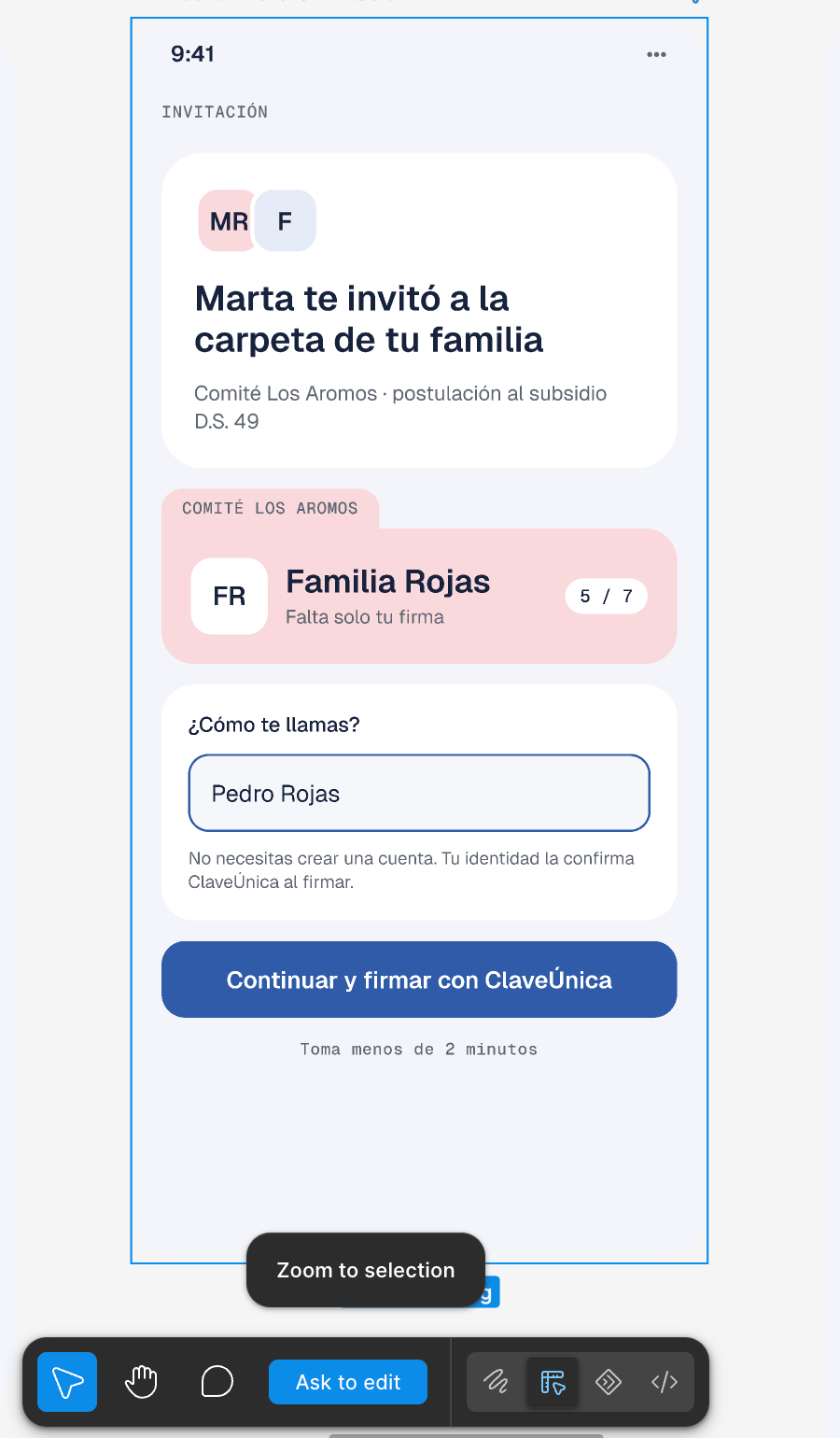 9:41
INVITACIÓN
MR F
Marta te invitó a la
carpeta de tu familia
Comité Los Aromos · postulación al subsidio
D.S. 49
COMITÉ LOS AROMOS
FR
Familia Rojas
Falta solo tu firma
5 / 7
¿Cómo te llamas?
Pedro Rojas
No necesitas crear una cuenta. Tu identidad la confirma
ClaveÚnica al firmar.
Continuar y firmar con ClaveÚnica
Toma menos de 2 minutos
Zoom to selection
Ask to edit